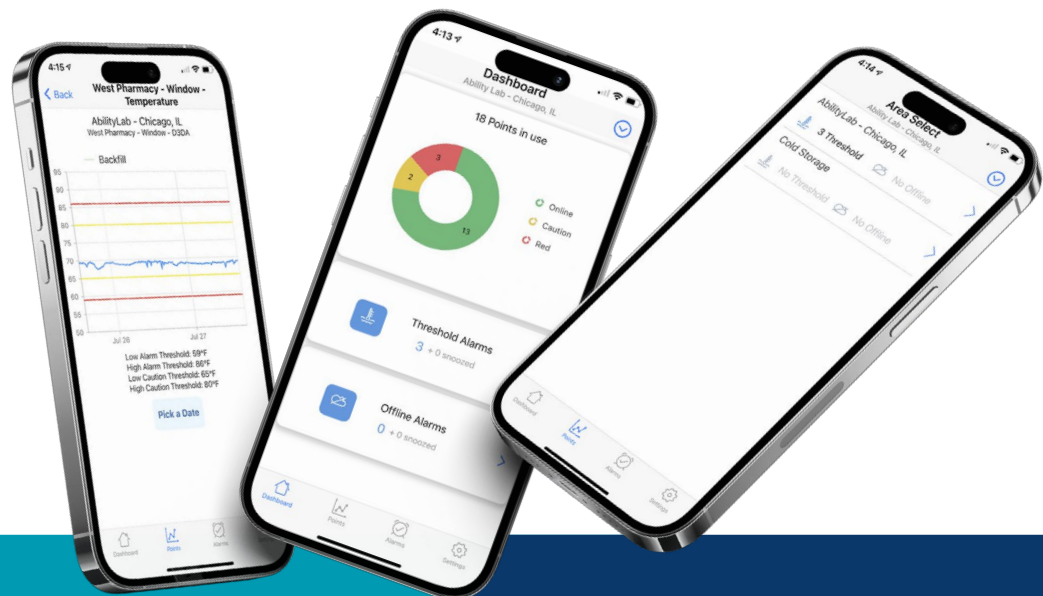 4:15
Back
West Pharmacy - Window -
Temperature
AbilityLab - Chicago, IL
West Pharmacy - Window - D3DA
Backfill
95
90
85
80
75
70
65
60
55
50
Jul 26
Jul 27
Low Alarm Threshold: 59°F
High Alarm Threshold: 86°F
Low Caution Threshold: 65°F
High Caution Threshold: 80°F
Pick a Date
Dashboard
Points
Alarms
4:13
Dashboard
Ability Lab - Chicago, IL
18 Points in use
3
2
13
Online
Caution
Red
Threshold Alarms
3 + 0 snoozed
Offline Alarms
0 + 0 snoozed
Dashboard
Points
Alarms
Settings
4:14
Area Select
Ability Lab - Chicago, IL
AbilityLab - Chicago, IL
3 Threshold
No Offline
Cold Storage
No Threshold
No Offline
Dashboard
Points
Alarms
Settings